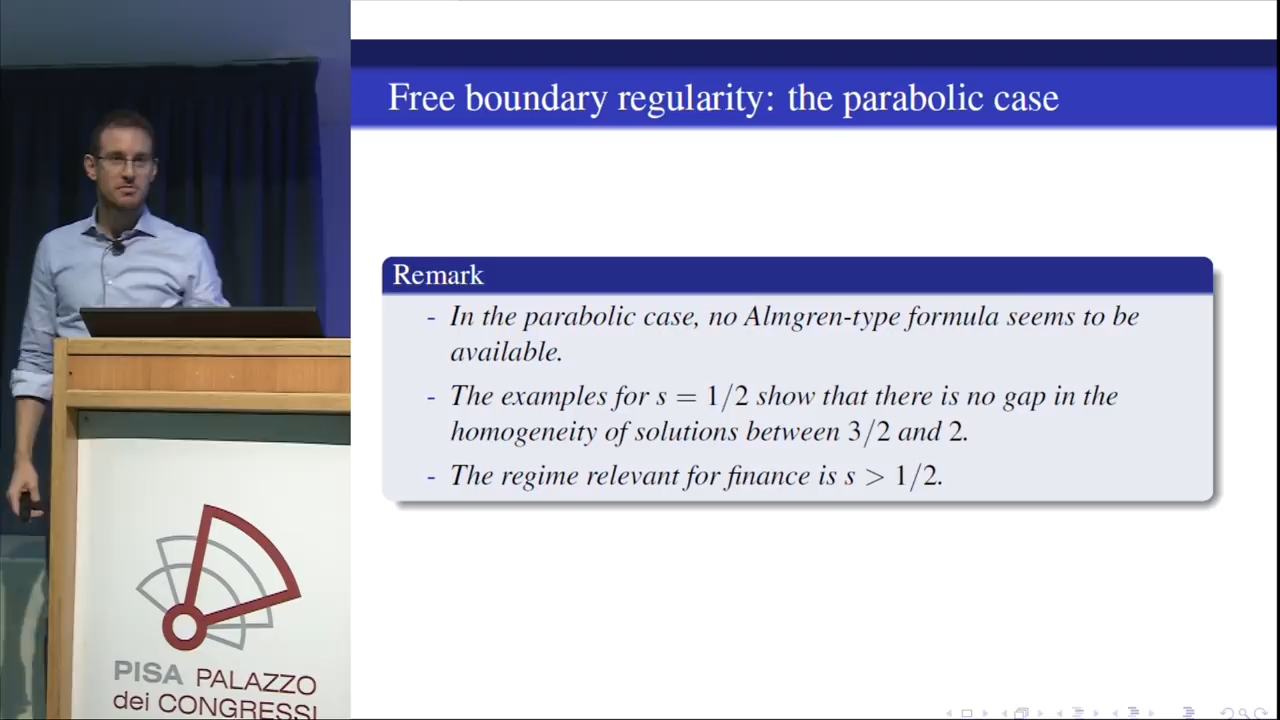 Free boundary regularity: the parabolic case
Remark
- In the parabolic case, no Almgren-type formula seems to be
available.
- The examples for s = 1/2 show that there is no gap in the
homogeneity of solutions between 3/2 and 2.
- The regime relevant for finance is s > 1/2.
PISA PALAZZO
dei CONGRESSI